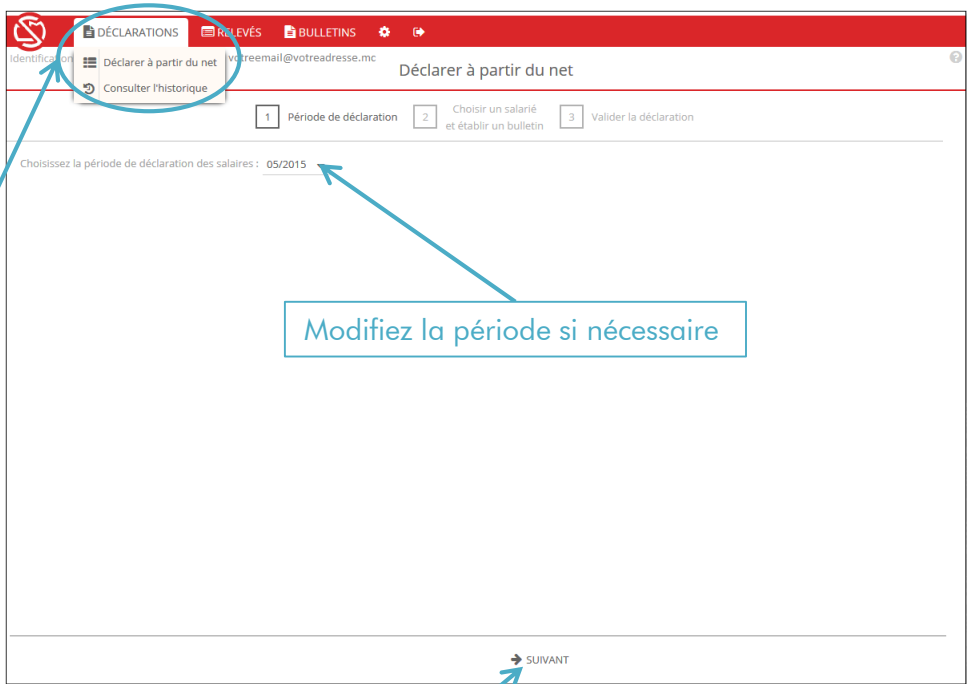 DÉCLARATIONS RELEVÉS BULLETINS
Identification votreemail@votreadresse.mc
Déclarer à partir du net
Consulter l'historique
Déclarer à partir du net
1 Période de déclaration 2 Choisir un salarié
et établir un bulletin 3 Valider la déclaration
Choisissez la période de déclaration des salaires : 05/2015
Modifiez la période si nécessaire
SUIVANT